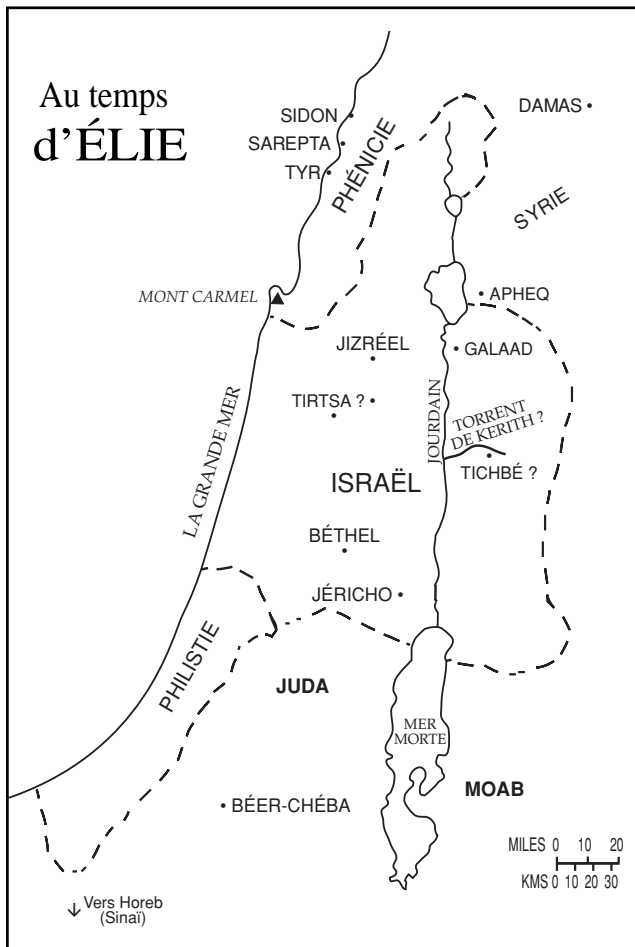 Au temps
d'ÉLIE
DAMAS
SIDON
SAREPTA
TYR
PHÉNICIE
SYRIE
MONT CARMEL
APHEQ
JIZRÉEL
GALAAD
TIRTSA ?
JOURDAIN
TORRENT
DE KERITH ?
TICHBÉ ?
LA GRANDE MER
ISRAËL
BÉTHEL
JÉRICHO
PHILISTIE
JUDA
MER
MORTE
MOAB
BÉER-CHÉBA
MILES 0 10 20
KMS 0 10 20 30
Vers Horeb
(Sinaï)